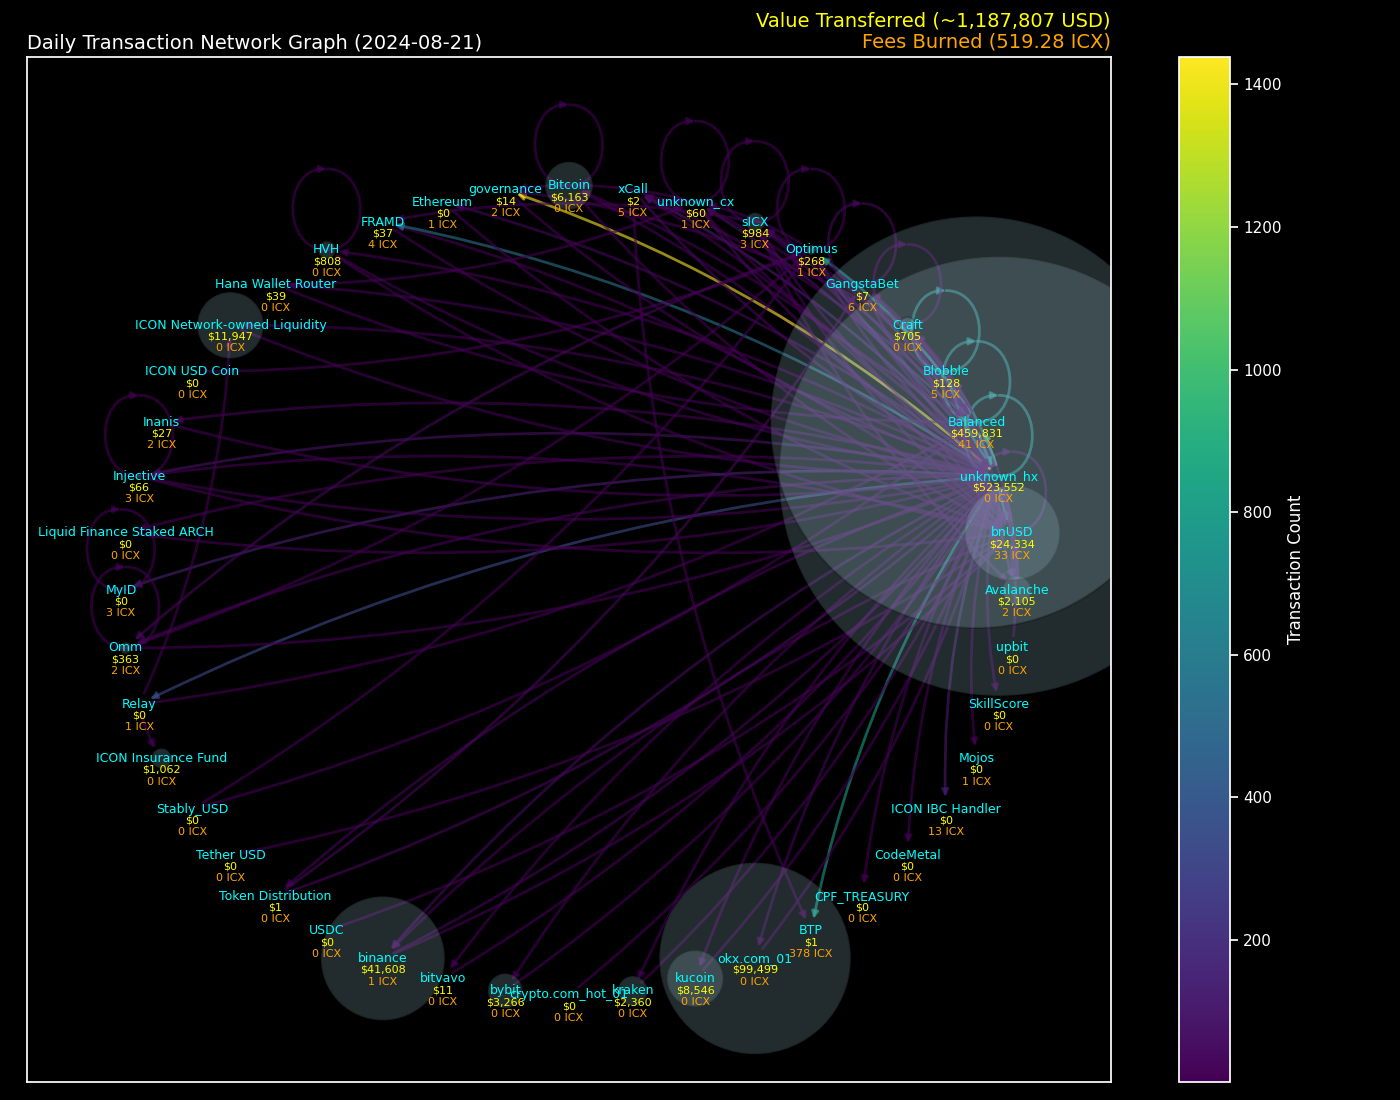 Value Transferred (~1,187,807 USD)
Daily Transaction Network Graph (2024-08-21)
Fees Burned (519.28 ICX)
Bitcoin
$6,163
0 ICX
governance
$14
2 ICX
xCall
$2
5 ICX
Ethereum
$0
1 ICX
unknown_cx
$60
1 ICX
FRAMD
$37
4 ICX
sICX
$984
3 ICX
HVH
$808
0 ICX
Optimus
$268
1 ICX
Hana Wallet Router
$39
0 ICX
GangstaBet
$7
6 ICX
ICON Network-owned Liquidity
$11,947
0 ICX
Craft
$705
0 ICX
ICON USD Coin
$0
0 ICX
Blobble
$128
5 ICX
Inanis
$27
2 ICX
Balanced
$459,831
41 ICX
Injective
$66
3 ICX
unknown_hx
$523,552
0 ICX
Liquid Finance Staked ARCH
$0
0 ICX
bnUSD
$24,334
33 ICX
MyID
$0
3 ICX
Avalanche
$2,105
2 ICX
Omm
$363
2 ICX
upbit
$0
0 ICX
Relay
$0
1 ICX
SkillScore
$0
0 ICX
ICON Insurance Fund
$1,062
0 ICX
Mojos
$0
1 ICX
Stably_USD
$0
0 ICX
ICON IBC Handler
$0
13 ICX
Tether USD
$0
0 ICX
CodeMetal
$0
0 ICX
Token Distribution
$1
0 ICX
CPF_TREASURY
$0
0 ICX
USDC
$0
0 ICX
BTP
$1
378 ICX
binance
$41,608
1 ICX
okx.com_01
$99,499
0 ICX
bitvavo
$11
0 ICX
kucoin
$8,546
0 ICX
bybit
$3,266
0 ICX
crypto.com_hot_01
$0
0 ICX
kraken
$2,360
0 ICX
1400
1200
1000
800
600
400
200
Transaction Count